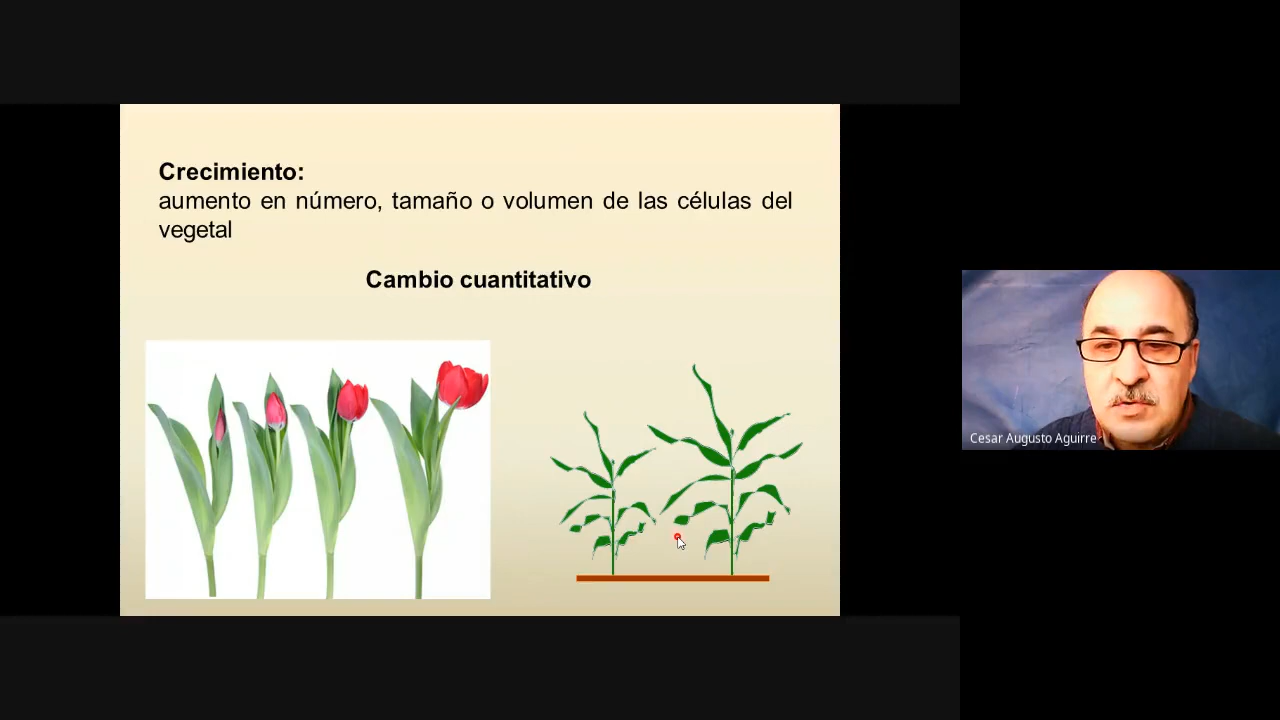 Crecimiento:
aumento en número, tamaño o volumen de las células del
vegetal
Cambio cuantitativo
Cesar Augusto Aguirre